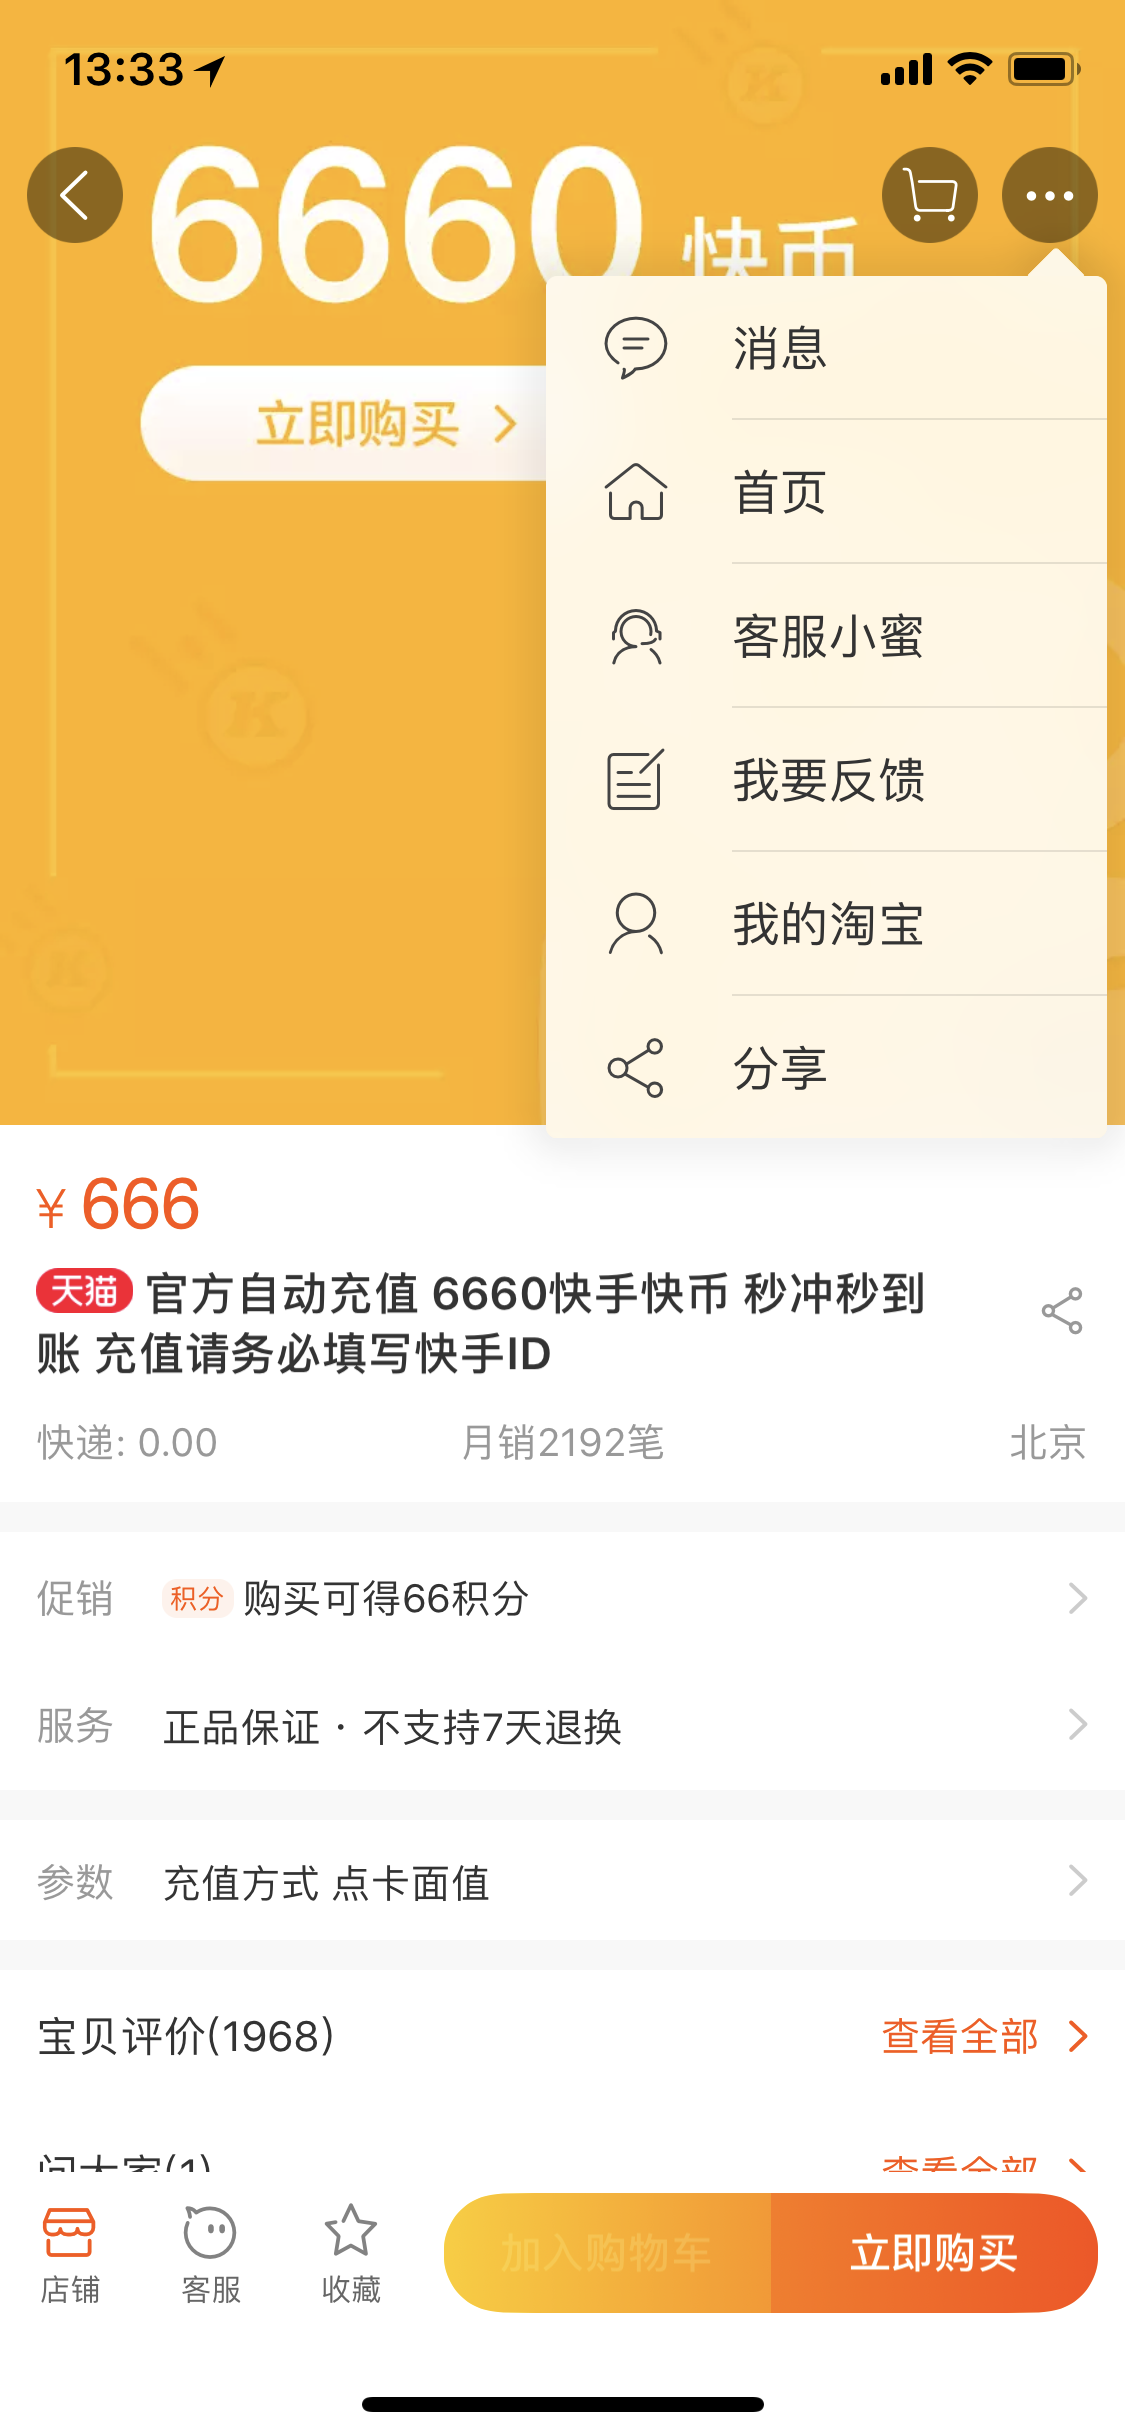 13:33
6660 快币
立即购买
消息
首页
客服小蜜
我要反馈
我的淘宝
分享
¥ 666
天猫 官方自动充值 6660快手快币 秒冲秒到
账 充值请务必填写快手ID
快递: 0.00 月销2192笔 北京
促销 积分 购买可得66积分
服务 正品保证 · 不支持7天退换
参数 充值方式 点卡面值
宝贝评价(1968) 查看全部
问大家(1) 查看全部
店铺 客服 收藏 加入购物车 立即购买